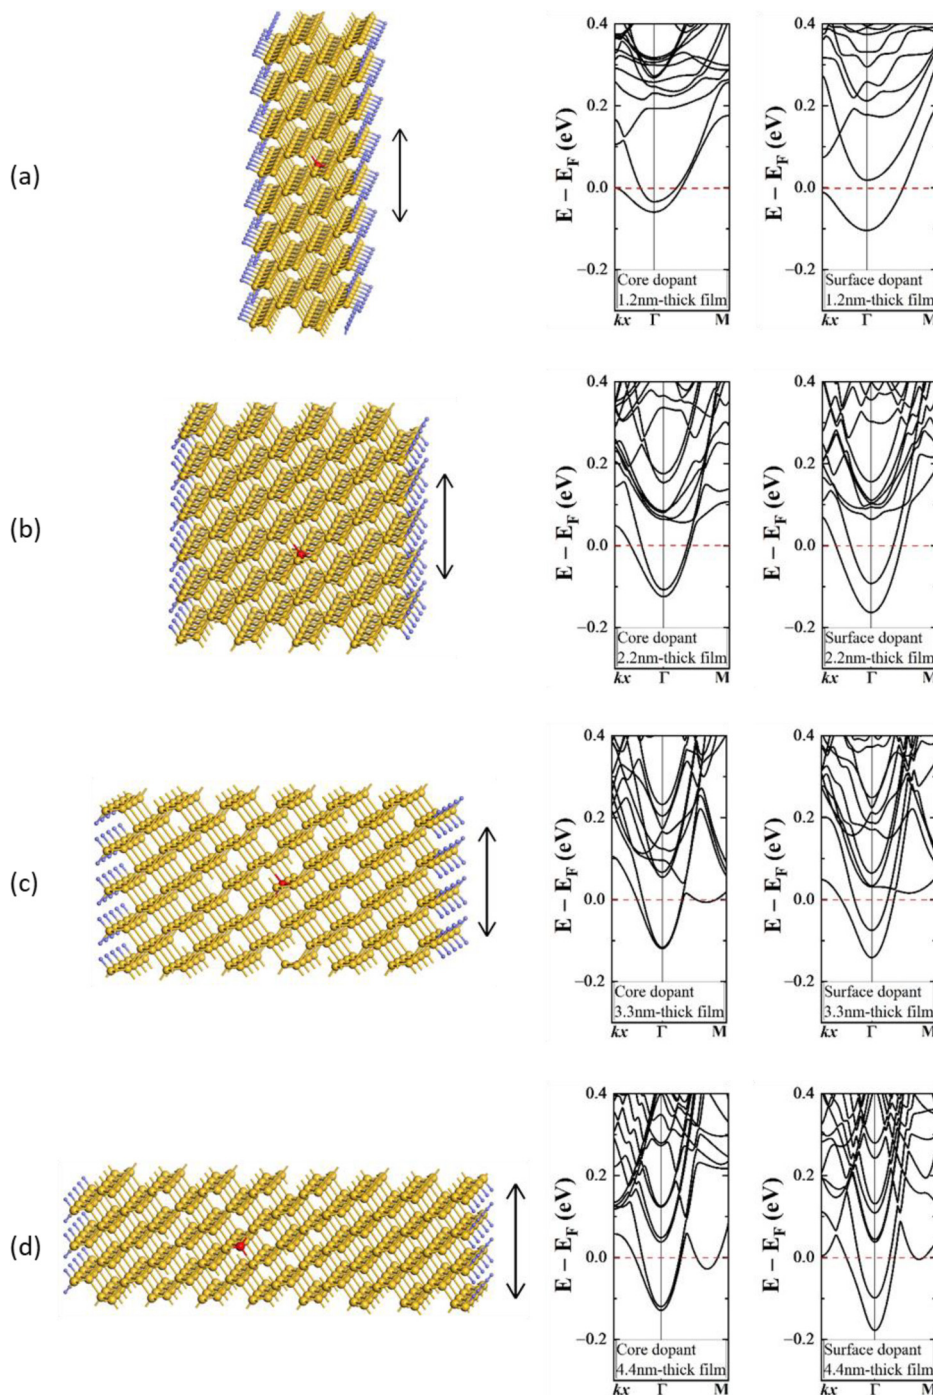 (a)
0.4
0.2
0.0
−0.2
E − E_F (eV)
Core dopant
1.2nm-thick film
kx Γ M
0.4
0.2
0.0
−0.2
E − E_F (eV)
Surface dopant
1.2nm-thick film
kx Γ M
(b)
0.4
0.2
0.0
−0.2
E − E_F (eV)
Core dopant
2.2nm-thick film
kx Γ M
0.4
0.2
0.0
−0.2
E − E_F (eV)
Surface dopant
2.2nm-thick film
kx Γ M
(c)
0.4
0.2
0.0
−0.2
E − E_F (eV)
Core dopant
3.3nm-thick film
kx Γ M
0.4
0.2
0.0
−0.2
E − E_F (eV)
Surface dopant
3.3nm-thick film
kx Γ M
(d)
0.4
0.2
0.0
−0.2
E − E_F (eV)
Core dopant
4.4nm-thick film
kx Γ M
0.4
0.2
0.0
−0.2
E − E_F (eV)
Surface dopant
4.4nm-thick film
kx Γ M